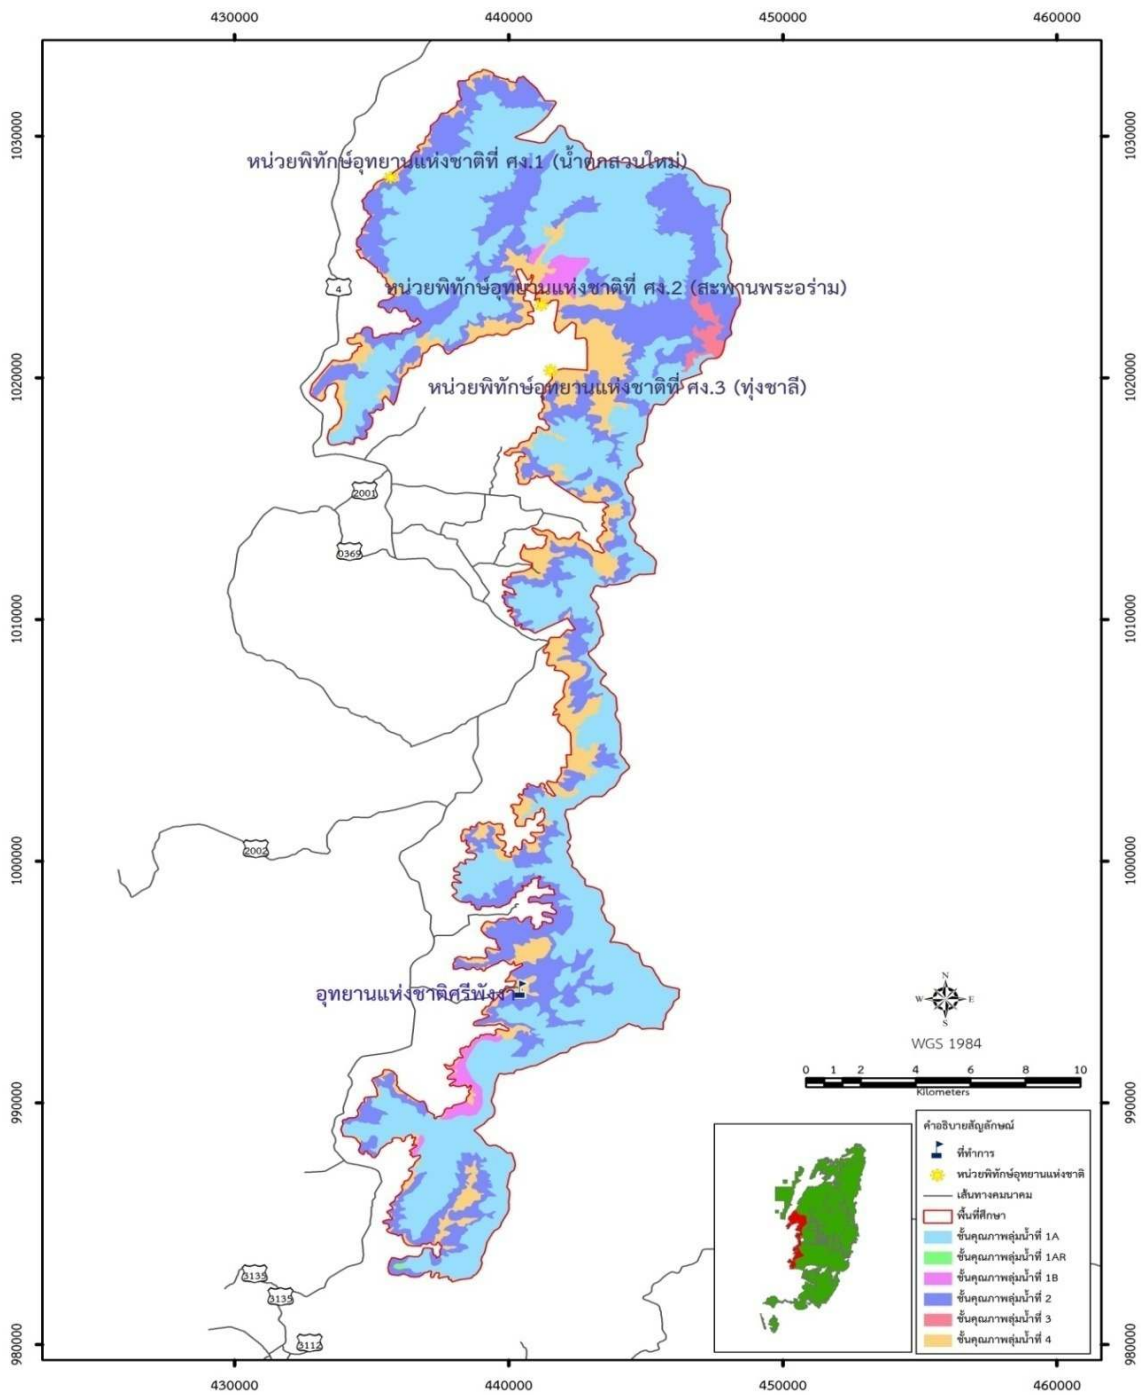 430000
440000
450000
460000
1030000
1030000
หน่วยพิทักษ์อุทยานแห่งชาติที่ ศง.1 (น้ำตกสวนใหม่)
4
หน่วยพิทักษ์อุทยานแห่งชาติที่ ศง.2 (สะพานพระอร่าม)
1020000
1020000
หน่วยพิทักษ์อุทยานแห่งชาติที่ ศง.3 (ทุ่งชาลี)
2001
0369
1010000
1010000
2002
1000000
1000000
อุทยานแห่งชาติศรีพังงา
N
W
E
S
WGS 1984
0 1 2 4 6 8 10
Kilometers
990000
990000
คำอธิบายสัญลักษณ์
ที่ทำการ
หน่วยพิทักษ์อุทยานแห่งชาติ
เส้นทางคมนาคม
พื้นที่ศึกษา
ชั้นคุณภาพลุ่มน้ำที่ 1A
ชั้นคุณภาพลุ่มน้ำที่ 1AR
ชั้นคุณภาพลุ่มน้ำที่ 1B
ชั้นคุณภาพลุ่มน้ำที่ 2
ชั้นคุณภาพลุ่มน้ำที่ 3
ชั้นคุณภาพลุ่มน้ำที่ 4
3135
3135
3112
980000
980000
430000
440000
450000
460000